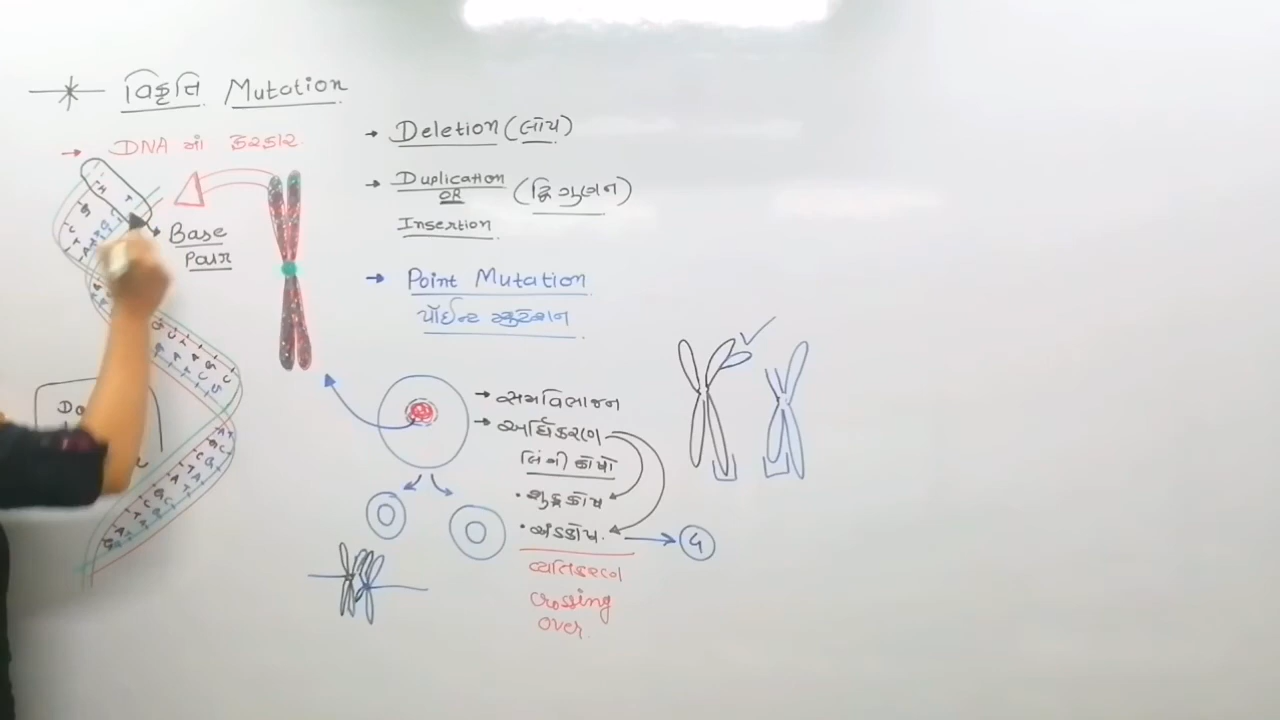 વિકૃતિ Mutation
→ DNA માં ફેરફાર.
Base
Pair
→ Deletion (લોપ)
→ Duplication (દ્વિગુણન)
OR
Insertion
→ Point Mutation
પોઈન્ટ મ્યુટેશન
→ સમવિભાજન
→ અર્ધિકરણ
લિંગી કોષો
• શુક્રકોષ
• અંડકોષ.
વ્યતિકરણ
Crossing
Over.